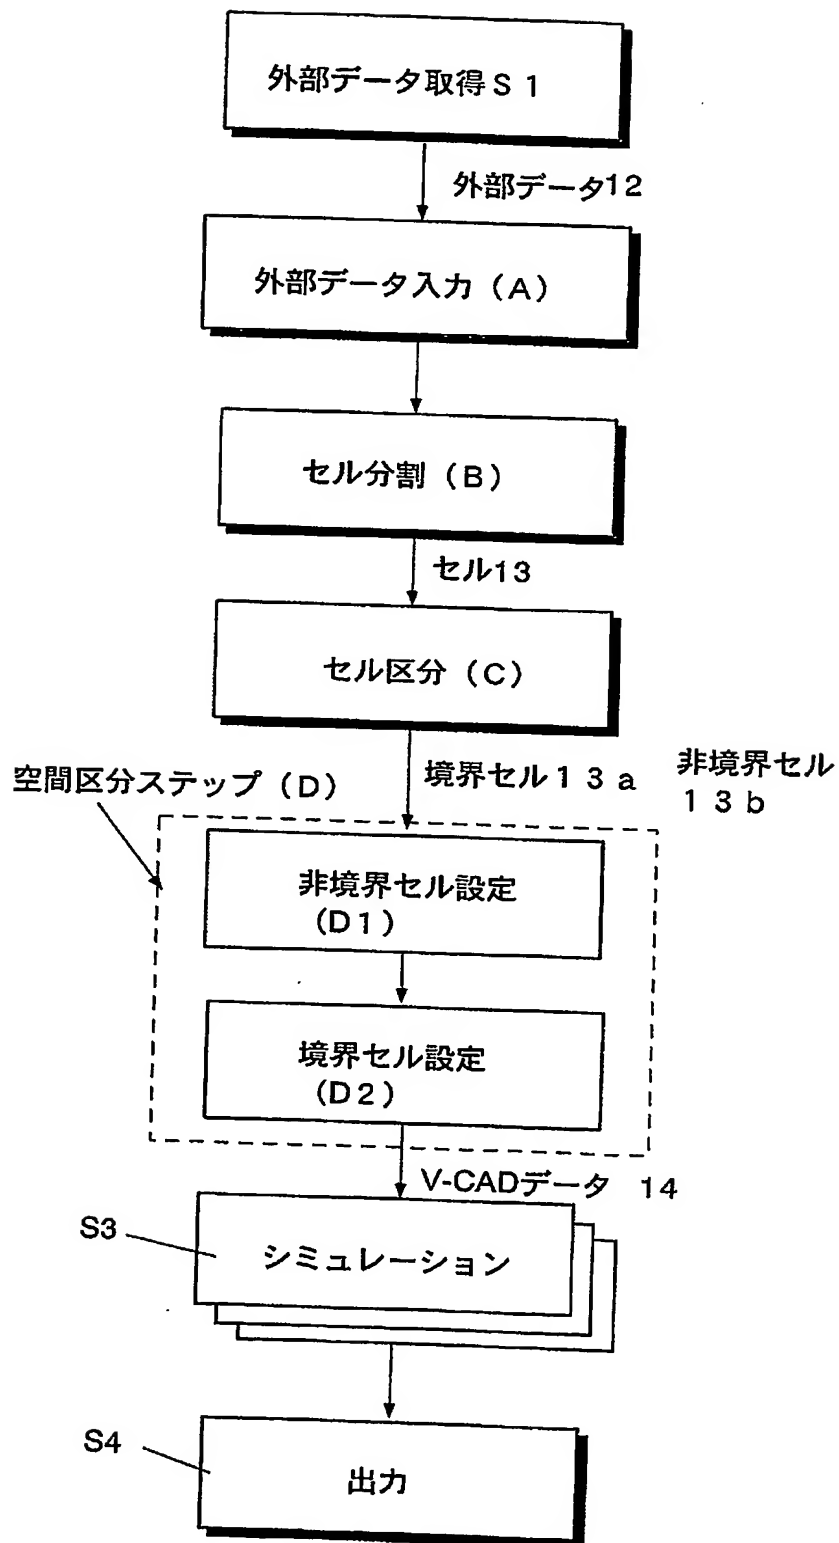 外部データ取得S1
外部データ12
外部データ入力(A)
セル分割(B)
セル13
セル区分(C)
空間区分ステップ(D)
境界セル13a
非境界セル
13b
非境界セル設定
(D1)
境界セル設定
(D2)
V-CADデータ 14
S3
シミュレーション
S4
出力